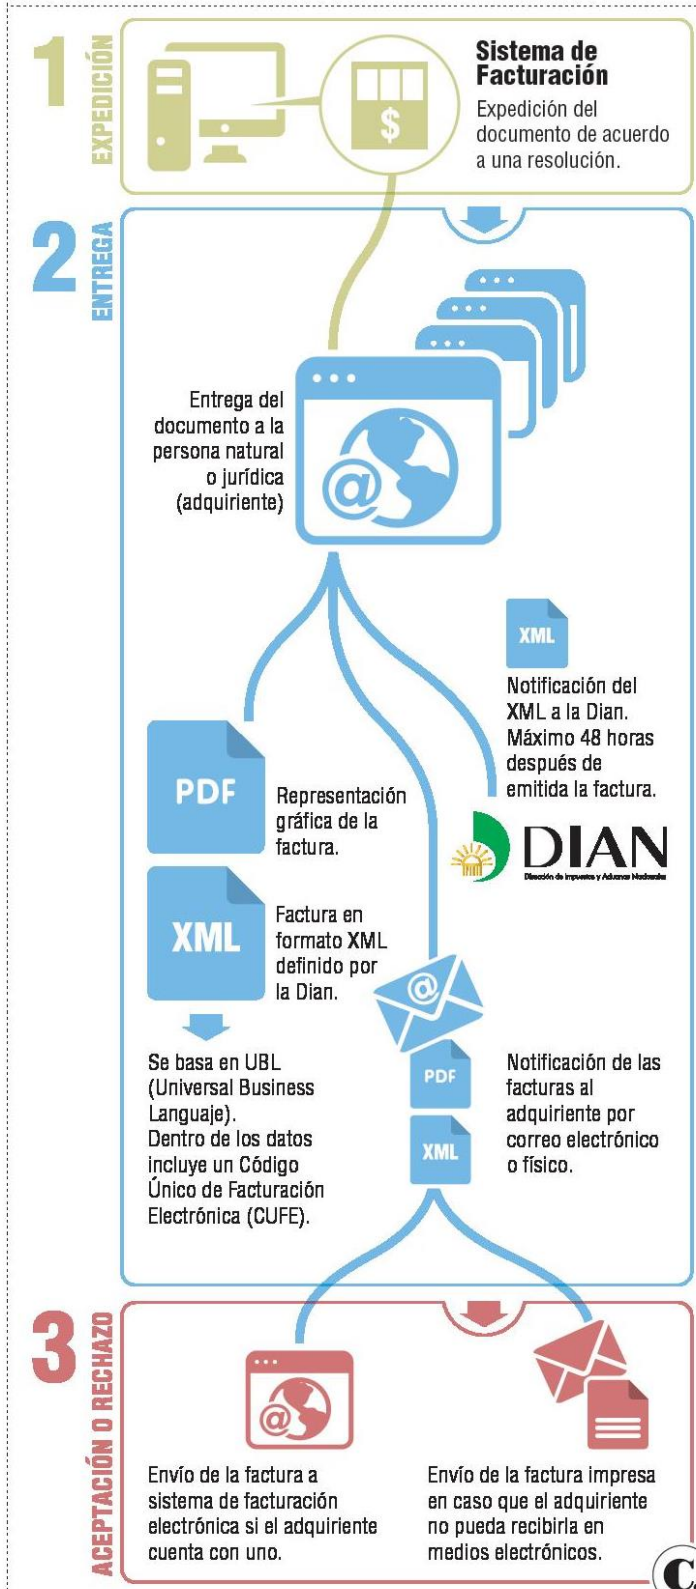 1
EXPEDICIÓN
$
Sistema de
Facturación
Expedición del
documento de acuerdo
a una resolución.
2
ENTREGA
Entrega del
documento a la
persona natural
o jurídica
(adquiriente)
@
XML
Notificación del
XML a la Dian.
Máximo 48 horas
después de
emitida la factura.
DIAN
Dirección de Impuestos y Aduanas Nacionales
PDF
Representación
gráfica de la
factura.
XML
Factura en
formato XML
definido por
la Dian.
Se basa en UBL
(Universal Business
Languaje).
Dentro de los datos
incluye un Código
Único de Facturación
Electrónica (CUFE).
@
PDF
XML
Notificación de las
facturas al
adquiriente por
correo electrónico
o físico.
3
ACEPTACIÓN O RECHAZO
@
Envío de la factura a
sistema de facturación
electrónica si el adquiriente
cuenta con uno.
Envío de la factura impresa
en caso que el adquiriente
no pueda recibirla en
medios electrónicos.
C